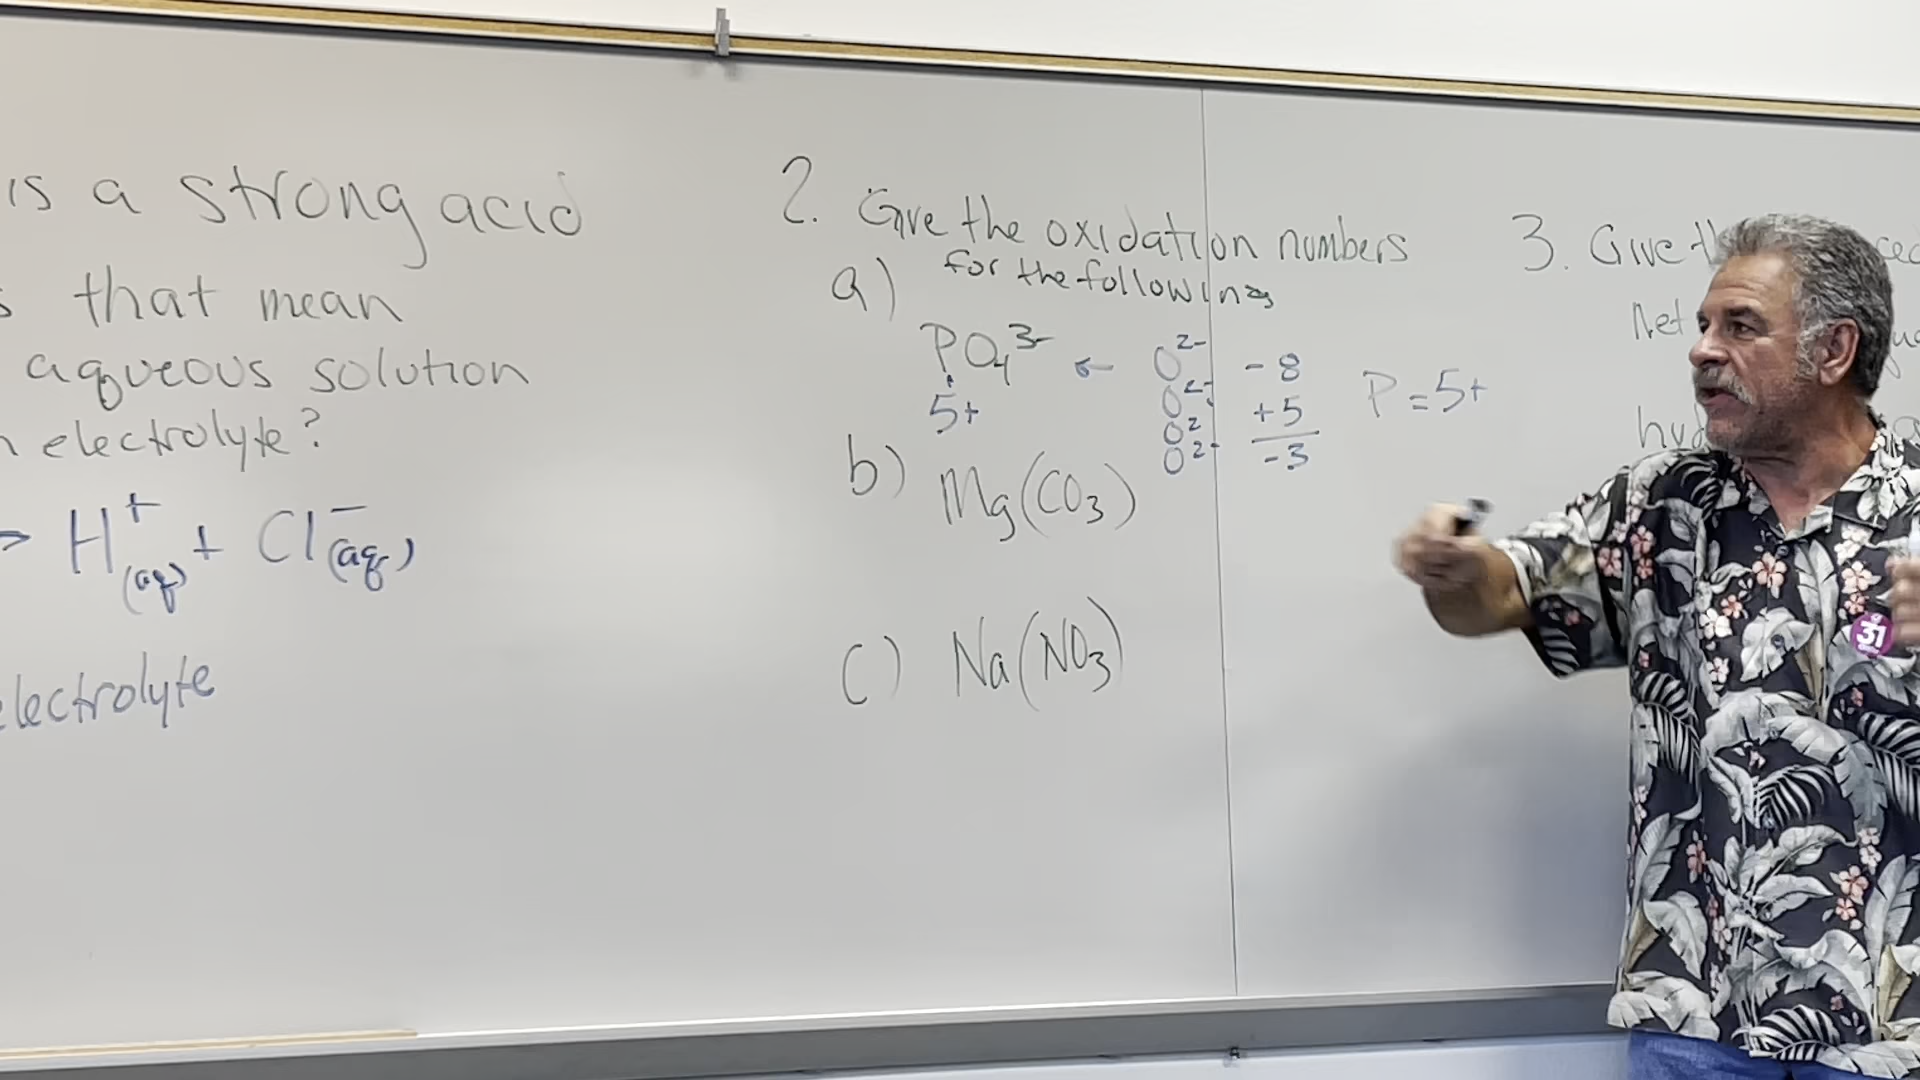 is a strong acid
that mean
aqueous solution
electrolyte?
H⁺(aq) + Cl⁻(aq)
electrolyte
2. Give the oxidation numbers
for the following
a)
PO₄³⁻ ← O²⁻ -8
5+ O²⁻ +5 P = 5+
O²
O²⁻ -3
b) Mg(CO₃)
c) Na(NO₃)
3. Give
Net
31